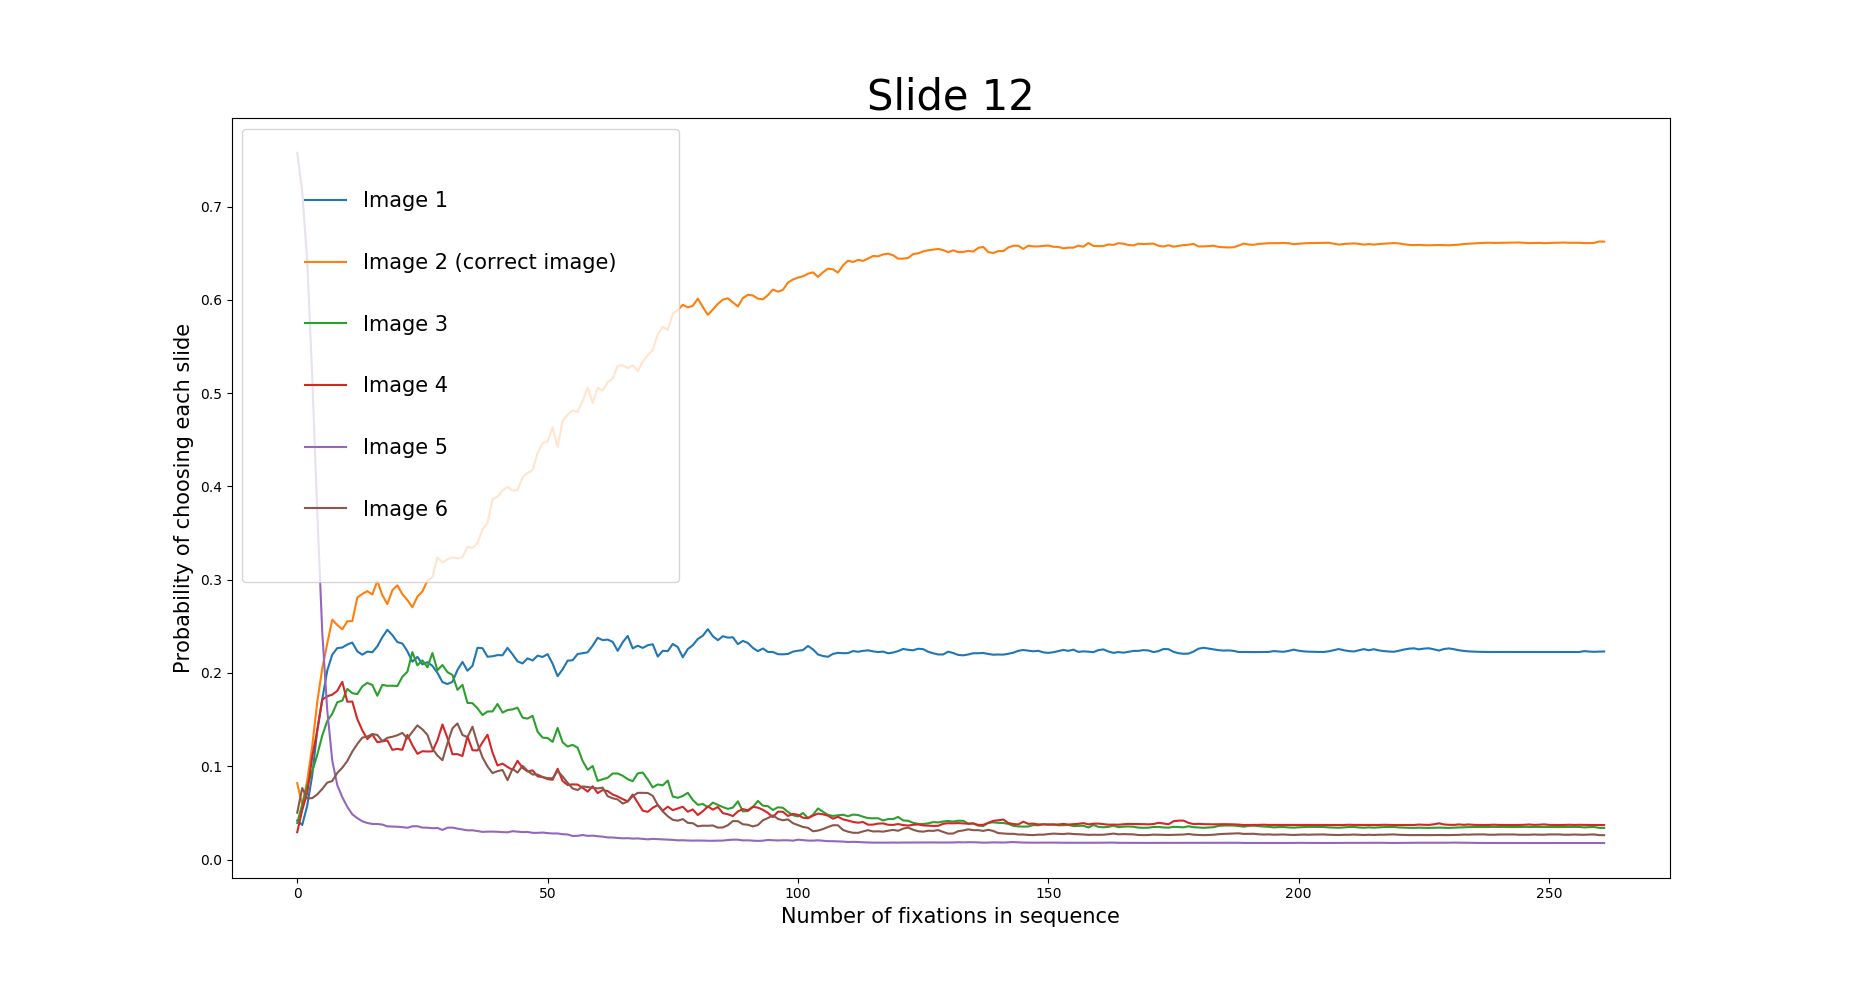 Slide 12
Probability of choosing each slide
0.7
0.6
0.5
0.4
0.3
0.2
0.1
0.0
Image 1
Image 2 (correct image)
Image 3
Image 4
Image 5
Image 6
0 50 100 150 200 250
Number of fixations in sequence